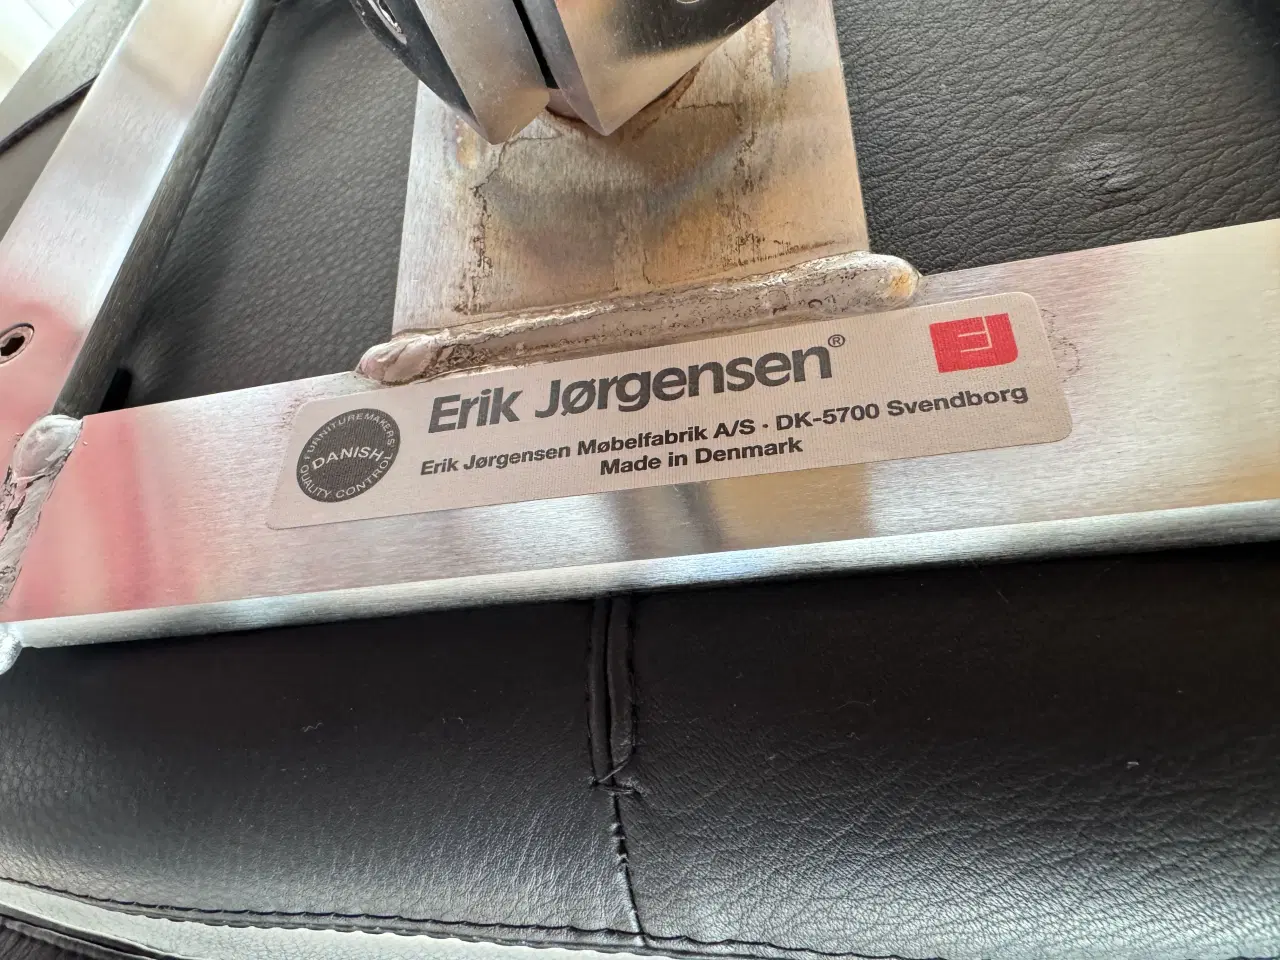 Erik Jørgensen®
Erik Jørgensen Møbelfabrik A/S · DK-5700 Svendborg
Made in Denmark
FURNITUREMAKERS
DANISH
QUALITY CONTROL